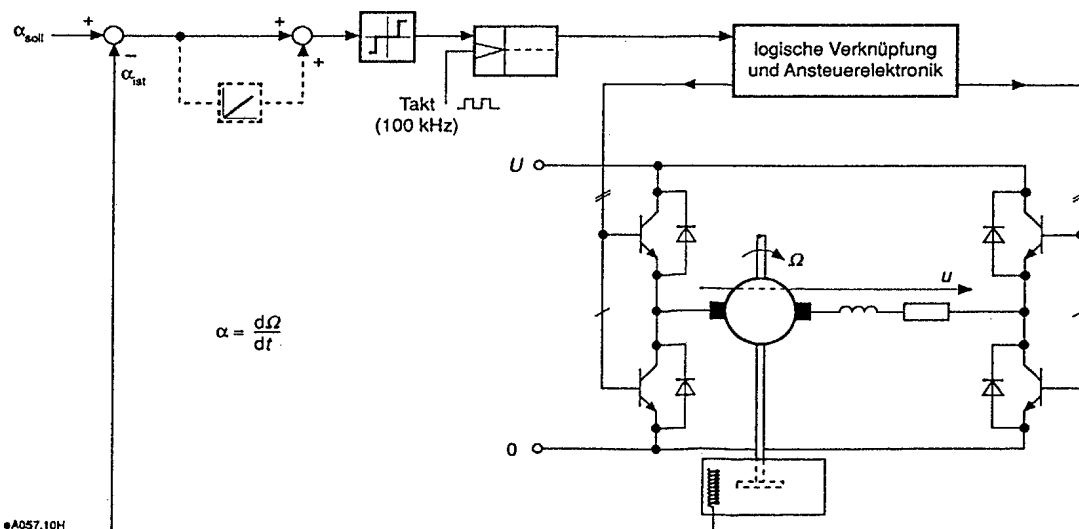 α_soll
+
−
α_ist
+
+
Takt
(100 kHz)
logische Verknüpfung
und Ansteuerelektronik
U
Ω
u
α = dΩ/dt
0
eA057.10H